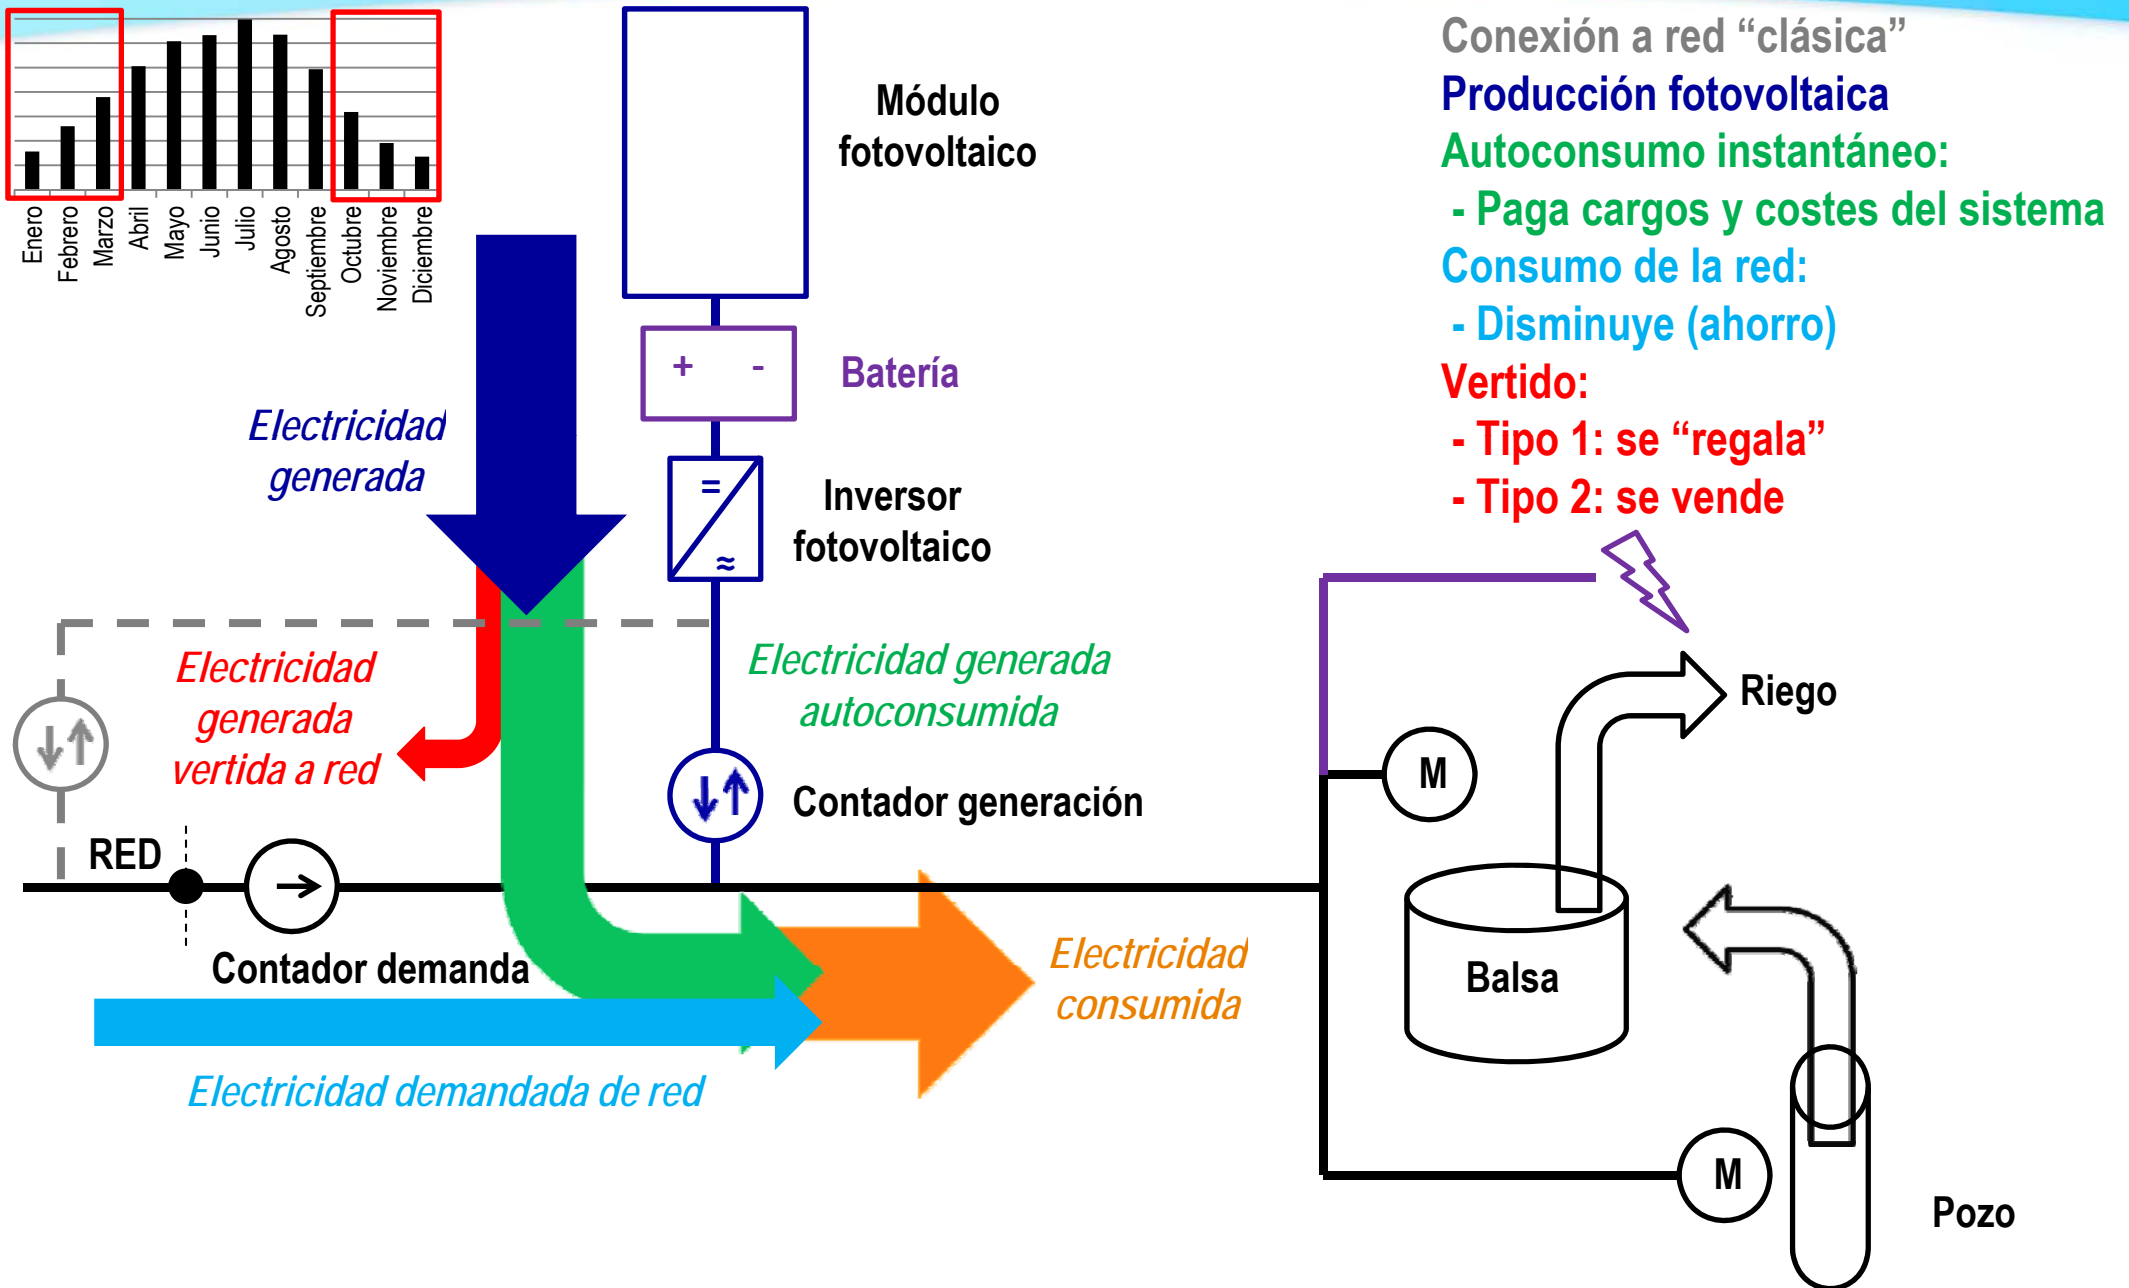 Enero
Febrero
Marzo
Abril
Mayo
Junio
Julio
Agosto
Septiembre
Octubre
Noviembre
Diciembre
Módulo
fotovoltaico
+ -
Batería
Electricidad
generada
=
≈
Inversor
fotovoltaico
Conexión a red “clásica”
Producción fotovoltaica
Autoconsumo instantáneo:
- Paga cargos y costes del sistema
Consumo de la red:
- Disminuye (ahorro)
Vertido:
- Tipo 1: se “regala”
- Tipo 2: se vende
Electricidad
generada
vertida a red
Electricidad generada
autoconsumida
Contador generación
RED
Contador demanda
Electricidad
consumida
Electricidad demandada de red
Riego
M
Balsa
M
Pozo